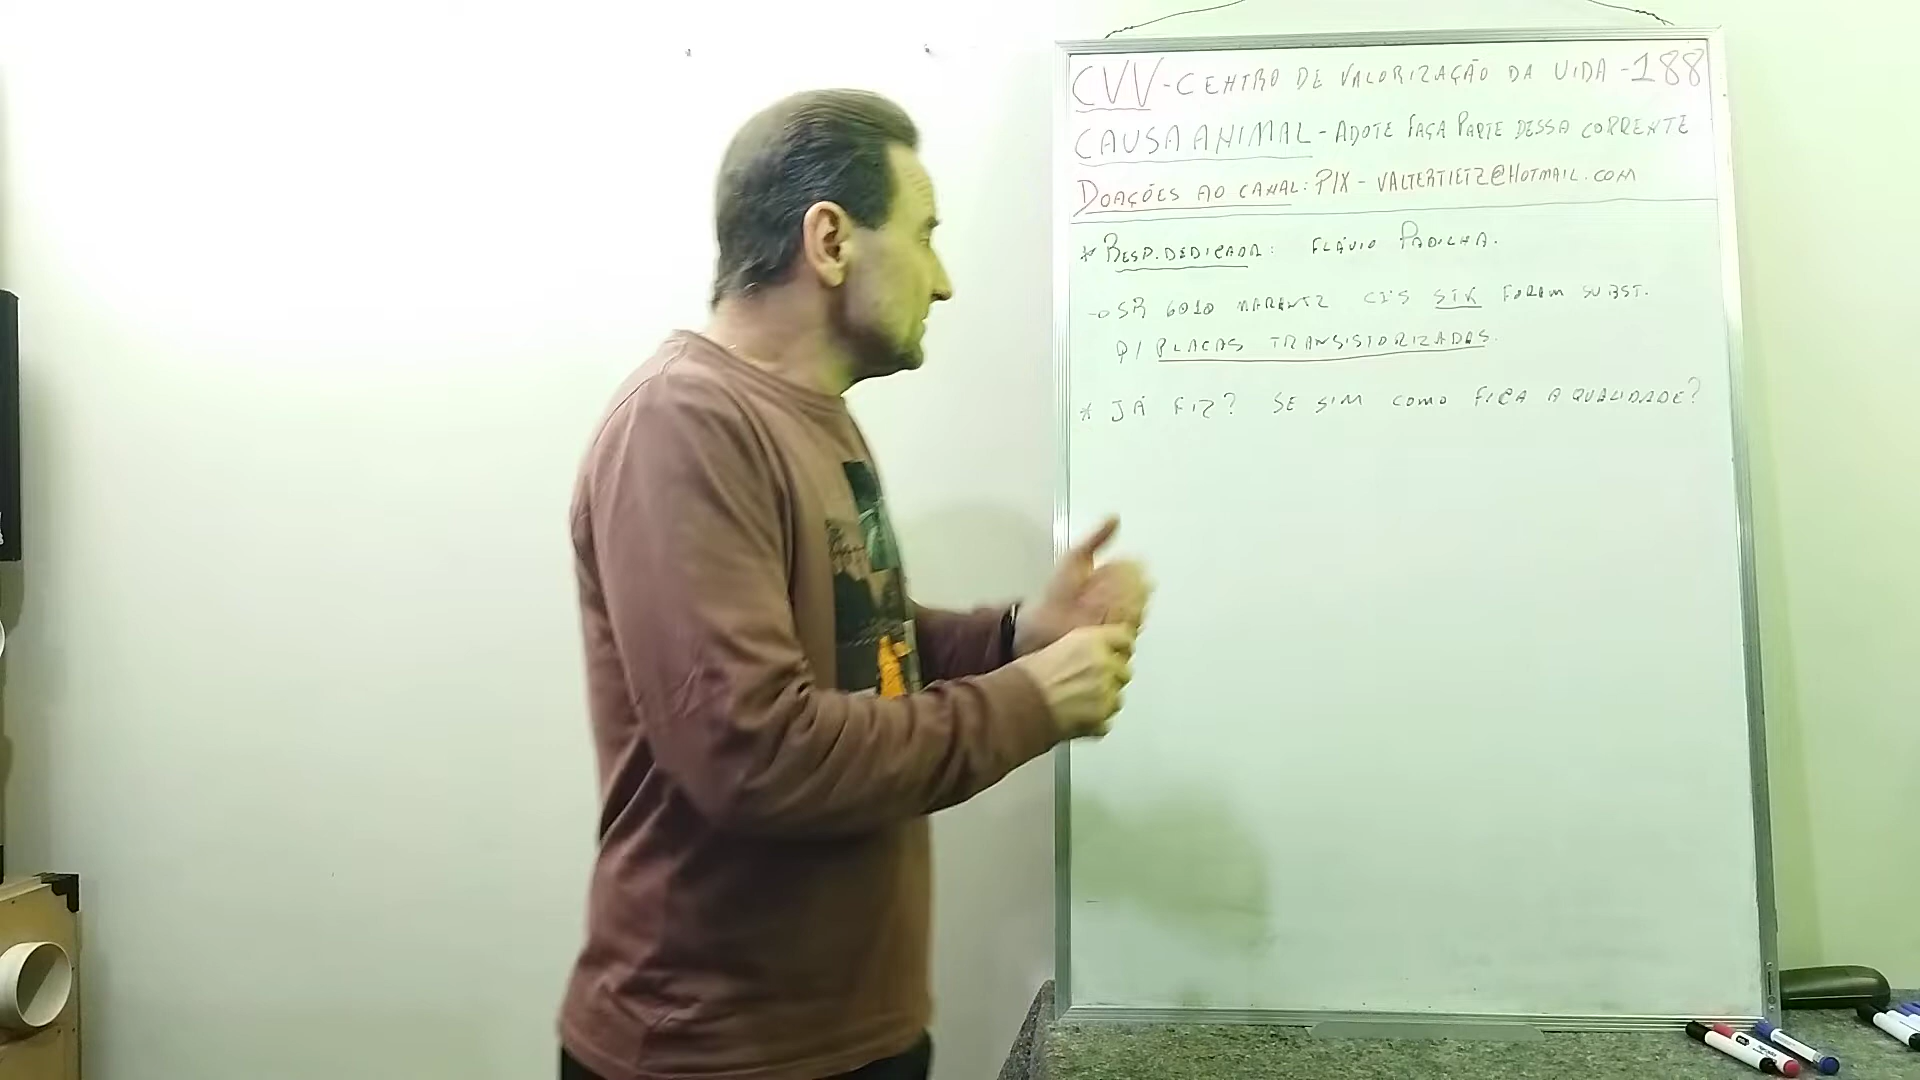 CVV - CENTRO DE VALORIZAÇÃO DA VIDA - 188
CAUSA ANIMAL - ADOTE FAÇA PARTE DESSA CORRENTE
DOAÇÕES AO CANAL: PIX - VALTERTIETZ@HOTMAIL.COM
* RESP. DEDICADA: FLÁVIO PADILHA.
→ SR 6010 MARANTZ CI'S STK FORAM SUBST.
P/ PLACAS TRANSISTORIZADAS.
* JÁ FIZ? SE SIM COMO FICA A QUALIDADE?